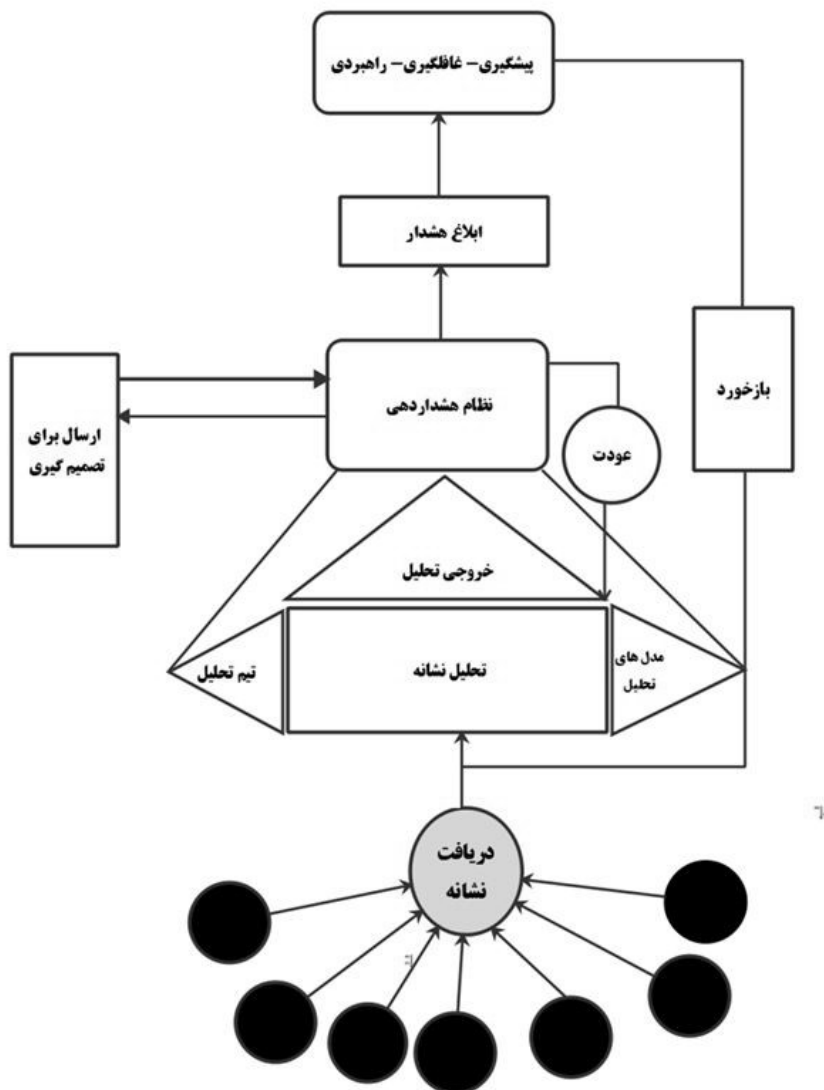 پیشگیری- غافلگیری- راهبردی
ابلاغ هشدار
نظام هشداردهی
ارسال برای
تصمیم گیری
بازخورد
عودت
خروجی تحلیل
تیم تحلیل
تحلیل نشانه
مدل های
تحلیل
دریافت
نشانه